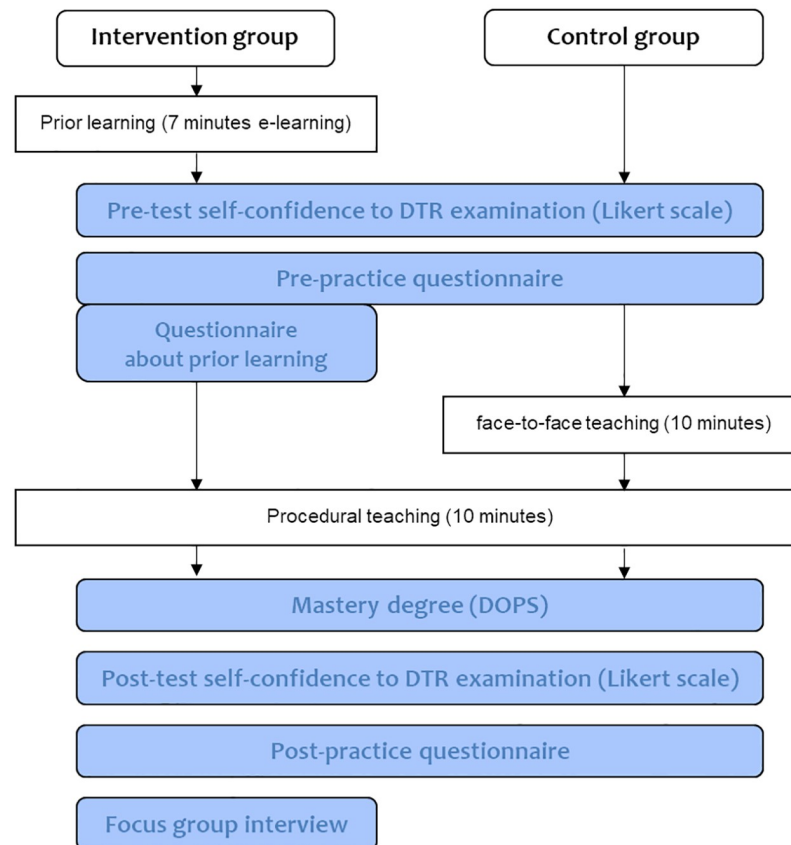 Intervention group
Control group
Prior learning (7 minutes e-learning)
Pre-test self-confidence to DTR examination (Likert scale)
Pre-practice questionnaire
Questionnaire
about prior learning
face-to-face teaching (10 minutes)
Procedural teaching (10 minutes)
Mastery degree (DOPS)
Post-test self-confidence to DTR examination (Likert scale)
Post-practice questionnaire
Focus group interview